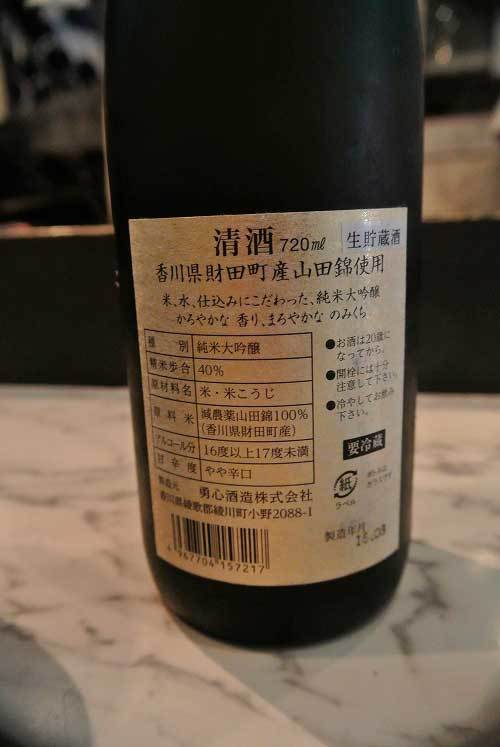 清酒 720ml 生貯蔵酒
香川県財田町産山田錦使用
米、水、仕込みにこだわった、純米大吟醸
かろやかな 香り、まろやかな のみくち
種 別 純米大吟醸
精米歩合 40%
原材料名 米・米こうじ
原料米 減農薬山田錦100%
(香川県財田町産)
アルコール分 16度以上17度未満
甘辛度 やや辛口
製造元 勇心酒造株式会社
香川県綾歌郡綾川町小野2088-1
4967704157217
●お酒は20歳に
なってから。
●開栓には十分
注意して下さい。
●冷やしてお飲み
下さい。
要冷蔵
紙
ラベル
製造年月